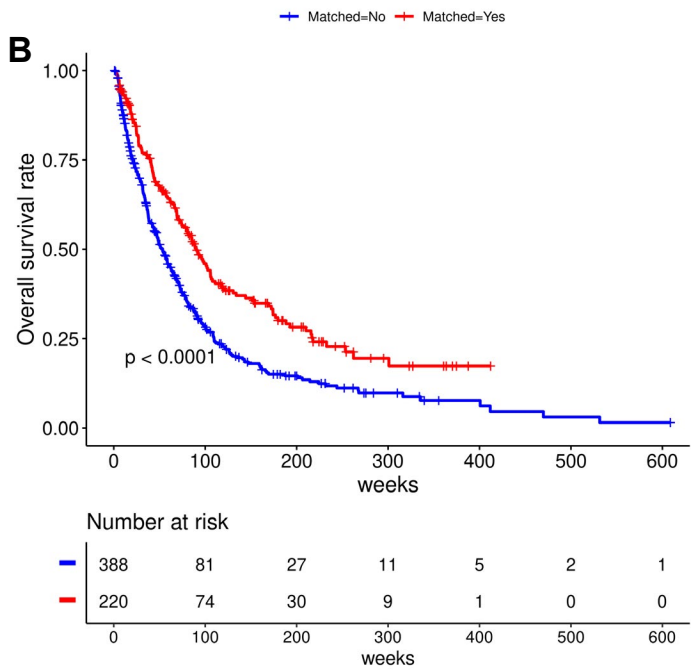 Matched=No Matched=Yes
B
1.00
0.75
0.50
0.25
0.00
Overall survival rate
p < 0.0001
0 100 200 300 400 500 600
weeks
Number at risk
388 81 27 11 5 2 1
220 74 30 9 1 0 0
0 100 200 300 400 500 600
weeks